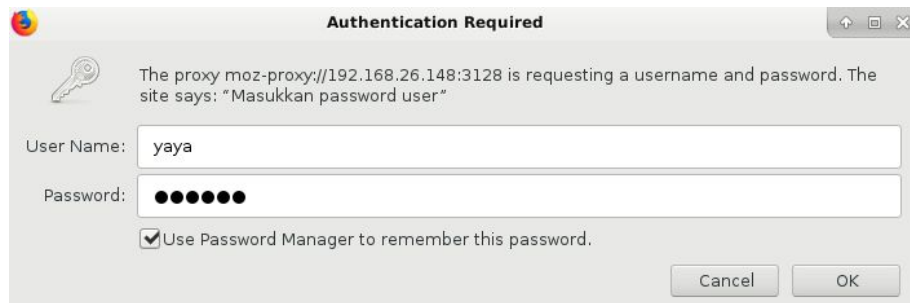 Authentication Required
The proxy moz-proxy://192.168.26.148:3128 is requesting a username and password. The
site says: “Masukkan password user”
User Name: yaya
Password: ●●●●●●
Use Password Manager to remember this password.
Cancel OK